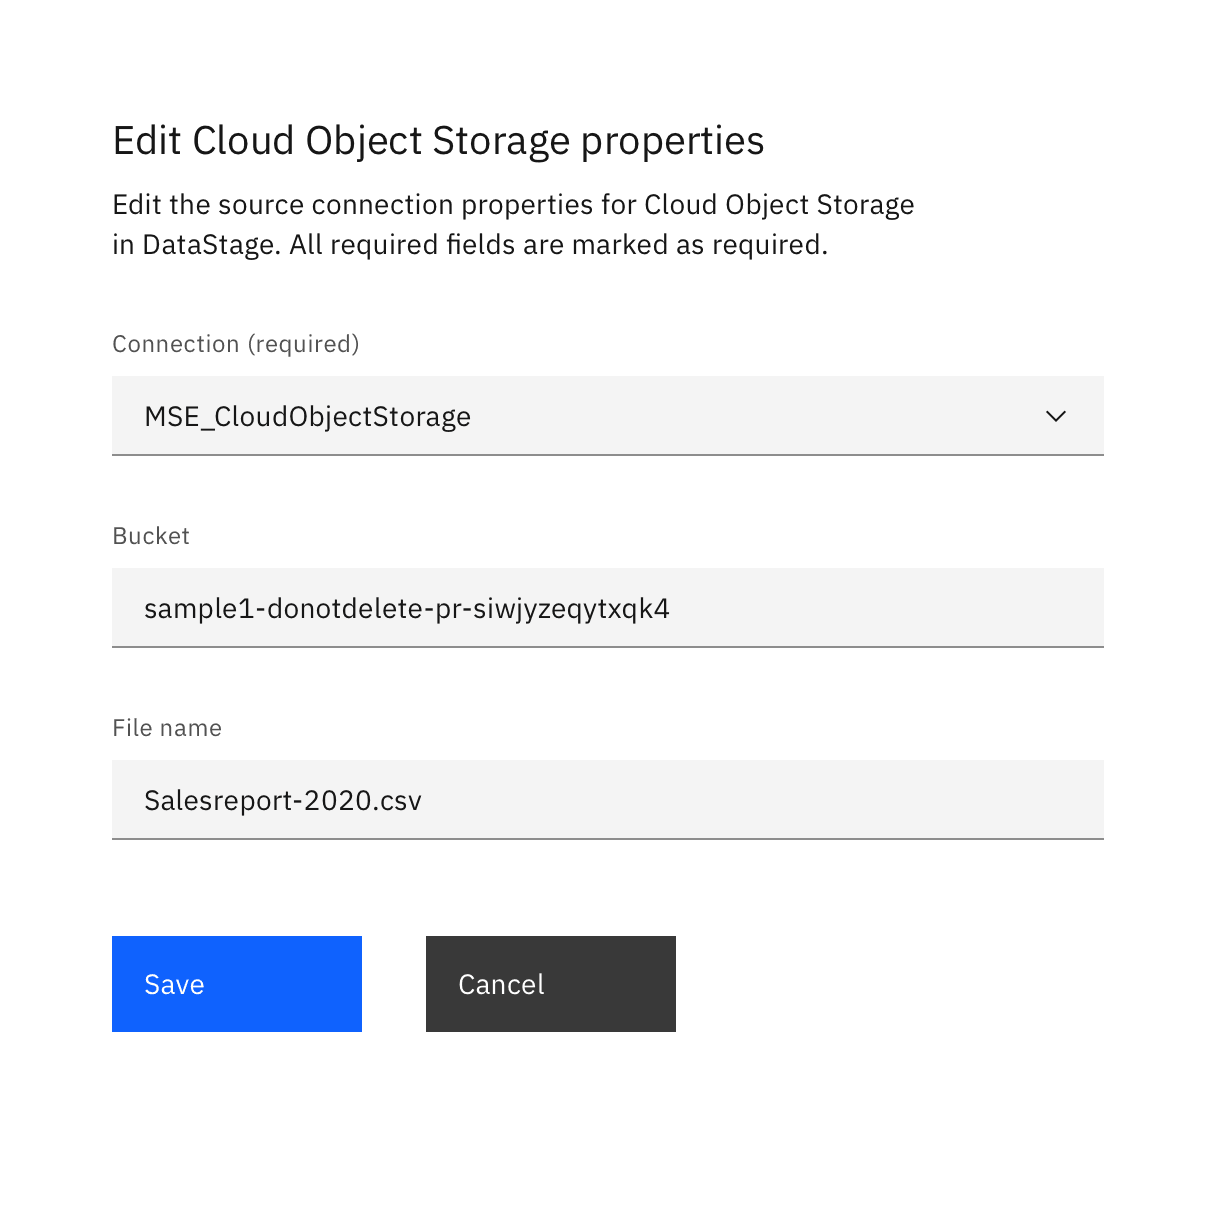 Edit Cloud Object Storage properties
Edit the source connection properties for Cloud Object Storage
in DataStage. All required fields are marked as required.
Connection (required)
MSE_CloudObjectStorage
Bucket
sample1-donotdelete-pr-siwjyzeqytxqk4
File name
Salesreport-2020.csv
Save
Cancel